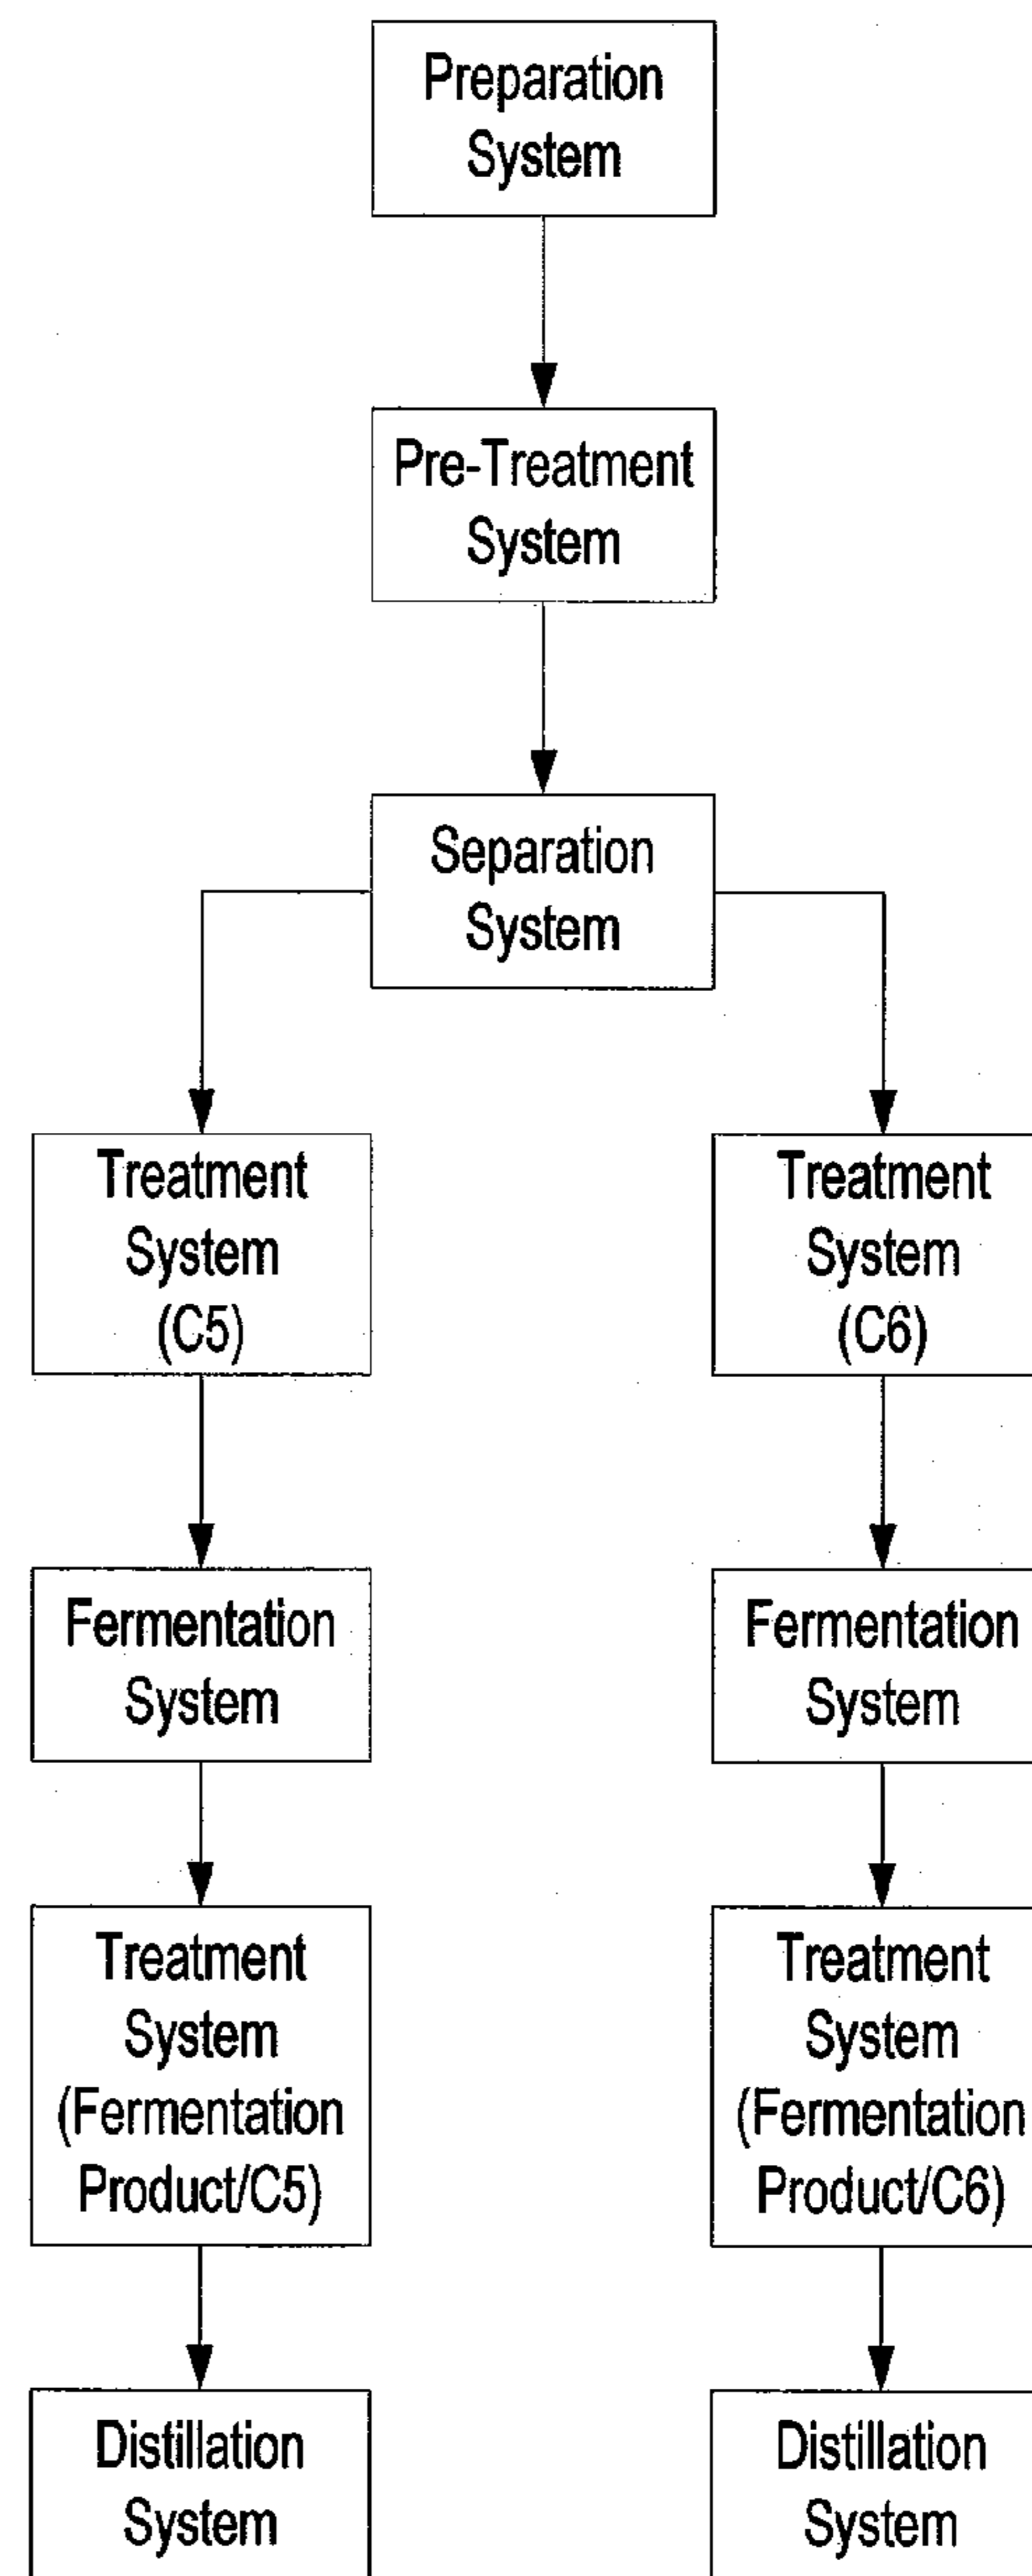 Preparation
System
Pre-Treatment
System
Separation
System
Treatment
System
(C5)
Treatment
System
(C6)
Fermentation
System
Fermentation
System
Treatment
System
(Fermentation
Product/C5)
Treatment
System
(Fermentation
Product/C6)
Distillation
System
Distillation
System